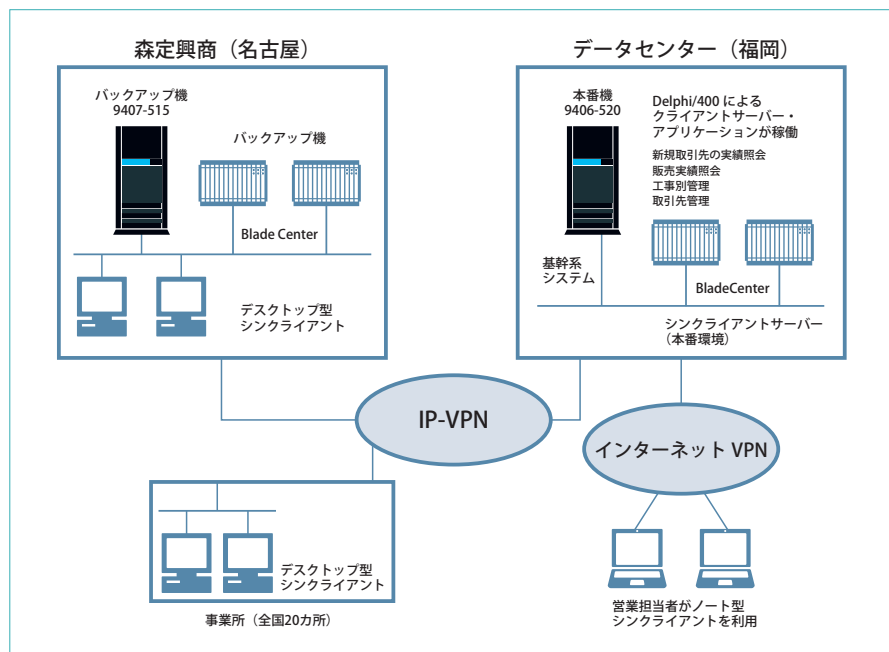 森定興商（名古屋）
バックアップ機
9407-515
バックアップ機
Blade Center
デスクトップ型
シンクライアント
データセンター（福岡）
本番機
9406-520
Delphi/400 による
クライアントサーバー・
アプリケーションが稼働
新規取引先の実績照会
販売実績照会
工事別管理
取引先管理
基幹系
システム
BladeCenter
シンクライアントサーバー
（本番環境）
IP-VPN
インターネット VPN
デスクトップ型
シンクライアント
事業所（全国20カ所）
営業担当者がノート型
シンクライアントを利用